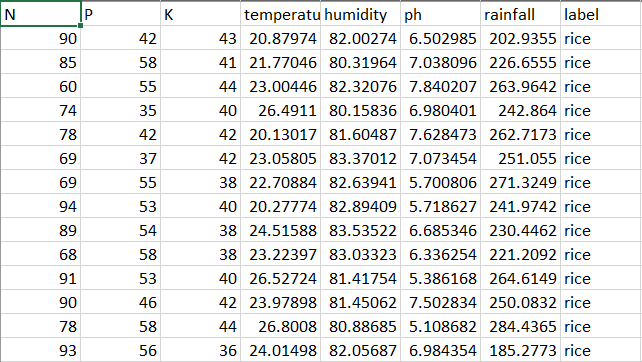 N P K temperatu humidity ph rainfall label
90 42 43 20.87974 82.00274 6.502985 202.9355 rice
85 58 41 21.77046 80.31964 7.038096 226.6555 rice
60 55 44 23.00446 82.32076 7.840207 263.9642 rice
74 35 40 26.4911 80.15836 6.980401 242.864 rice
78 42 42 20.13017 81.60487 7.628473 262.7173 rice
69 37 42 23.05805 83.37012 7.073454 251.055 rice
69 55 38 22.70884 82.63941 5.700806 271.3249 rice
94 53 40 20.27774 82.89409 5.718627 241.9742 rice
89 54 38 24.51588 83.53522 6.685346 230.4462 rice
68 58 38 23.22397 83.03323 6.336254 221.2092 rice
91 53 40 26.52724 81.41754 5.386168 264.6149 rice
90 46 42 23.97898 81.45062 7.502834 250.0832 rice
78 58 44 26.8008 80.88685 5.108682 284.4365 rice
93 56 36 24.01498 82.05687 6.984354 185.2773 rice